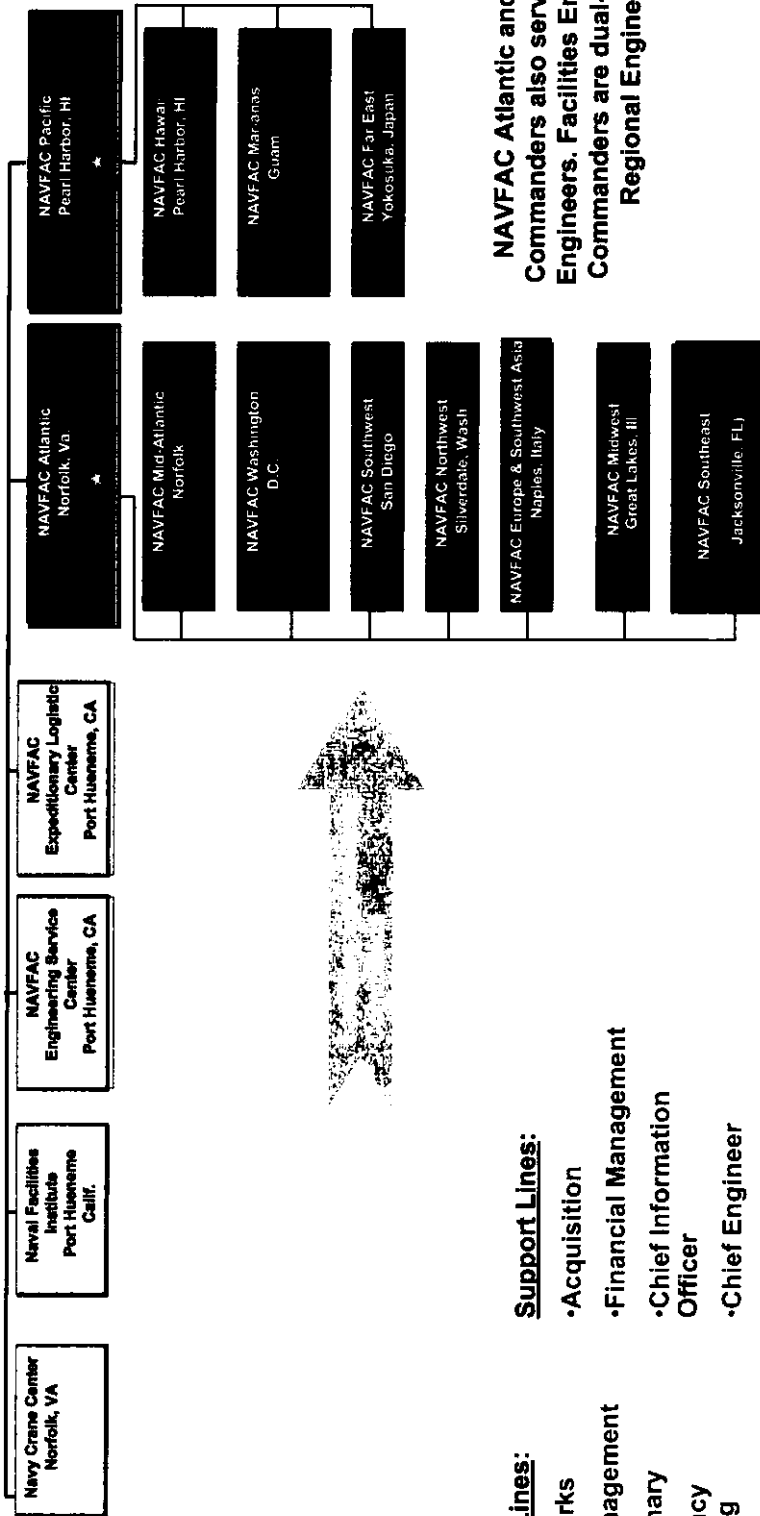 Navy Crane Center
Norfolk, VA
Naval Facilities
Institute
Port Hueneme
Calif.
NAVFAC
Engineering Service
Center
Port Hueneme, CA
NAVFAC
Expeditionary Logistic
Center
Port Hueneme, CA
NAVFAC Atlantic
Norfolk, Va.
NAVFAC Pacific
Pearl Harbor, HI
NAVFAC Mid-Atlantic
Norfolk
NAVFAC Washington
D.C.
NAVFAC Southwest
San Diego
NAVFAC Northwest
Silverdale, Wash
NAVFAC Europe & Southwest Asia
Naples, Italy
NAVFAC Midwest
Great Lakes, Ill
NAVFAC Southeast
Jacksonville, FL)
NAVFAC Hawaii
Pearl Harbor, HI
NAVFAC Marianas
Guam
NAVFAC Far East
Yokosuka, Japan
ines:
rks
nagement
nary
cy
g
Support Lines:
•Acquisition
•Financial Management
•Chief Information
Officer
•Chief Engineer
NAVFAC Atlantic and
Commanders also serv
Engineers. Facilities En
Commanders are dual-
Regional Engine